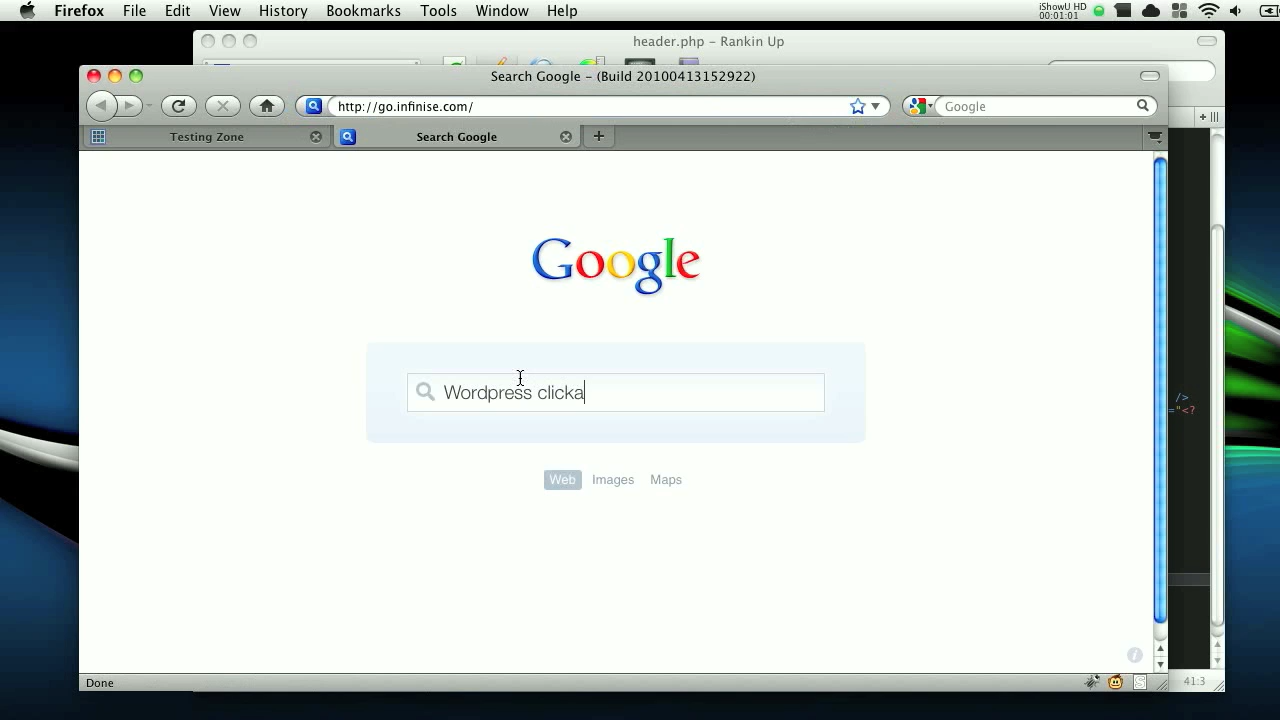 Firefox File Edit View History Bookmarks Tools Window Help
iShowU HD
00:01:01
header.php – Rankin Up
Search Google – (Build 20100413152922)
http://go.infinise.com/
Google
Testing Zone
Search Google
Google
Wordpress clicka
Web Images Maps
/>
="<?
Done
41:3